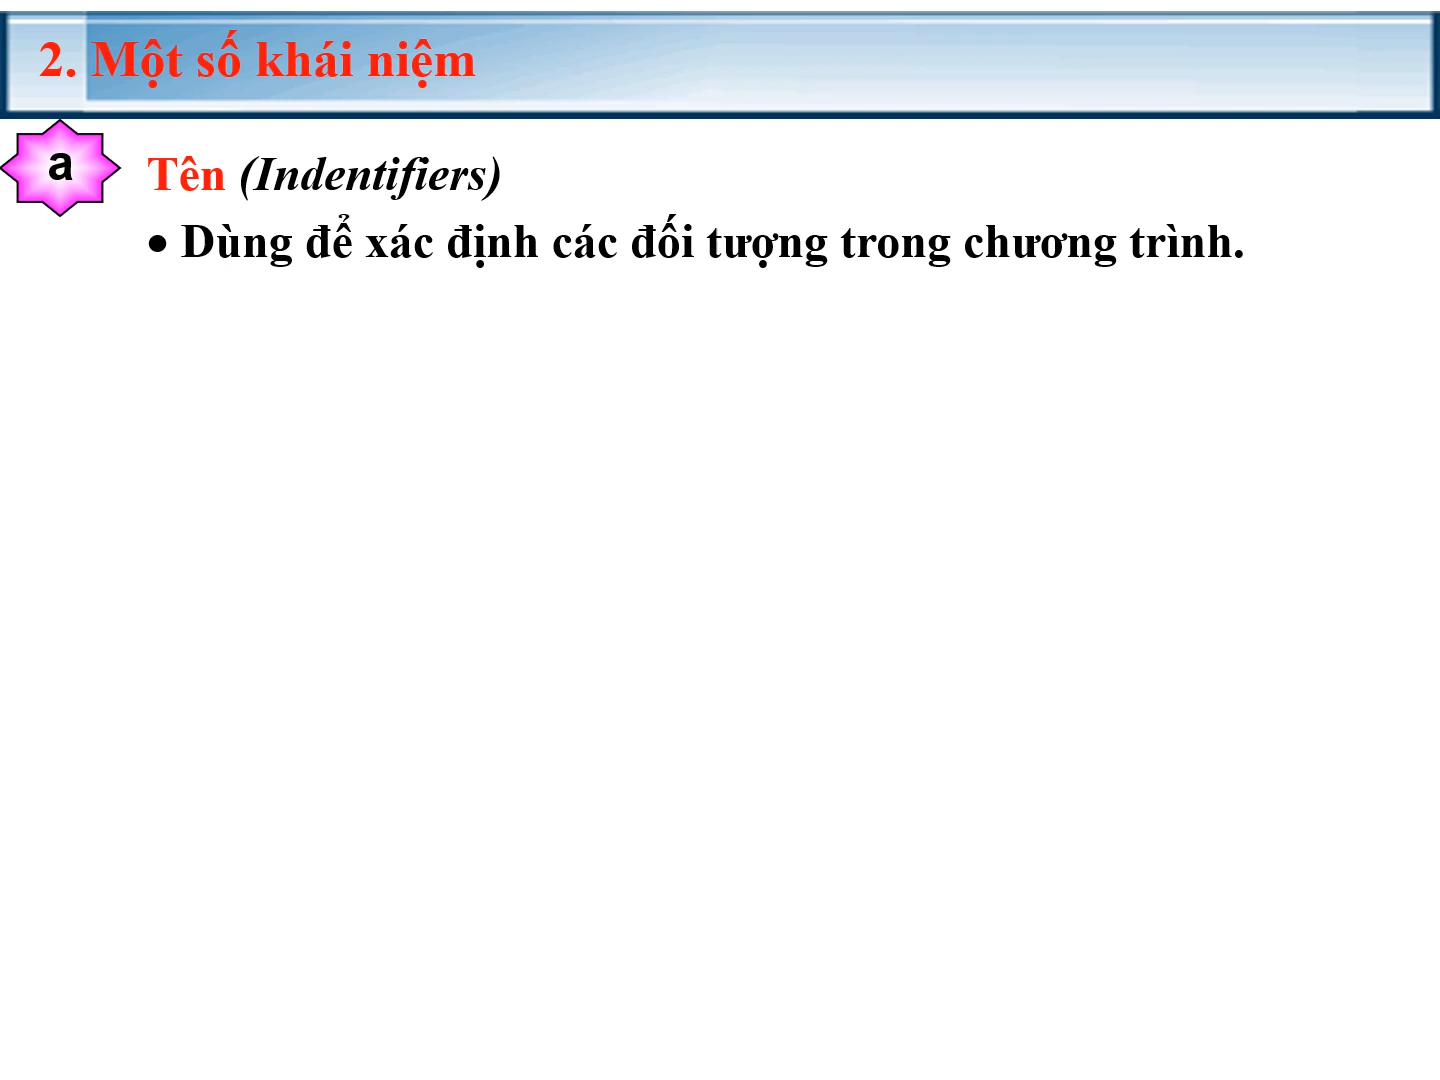 2. Một số khái niệm
a
Tên (Indentifiers)
• Dùng để xác định các đối tượng trong chương trình.